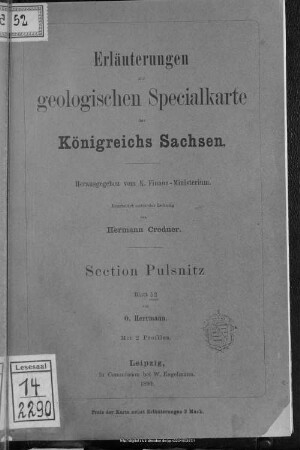 52
Erläuterungen
zur
geologischen Specialkarte
des
Königreichs Sachsen.
Herausgegeben vom K. Finanz-Ministerium.
Bearbeitet unter der Leitung
von
Hermann Credner.
Section Pulsnitz
Blatt 52
von
O. Herrmann.
Mit 2 Profilen
Leipzig,
in Commission bei W. Engelmann.
Preis der Karte nebst Erläuterungen 3 Mark.
Lesesaal
14
2290